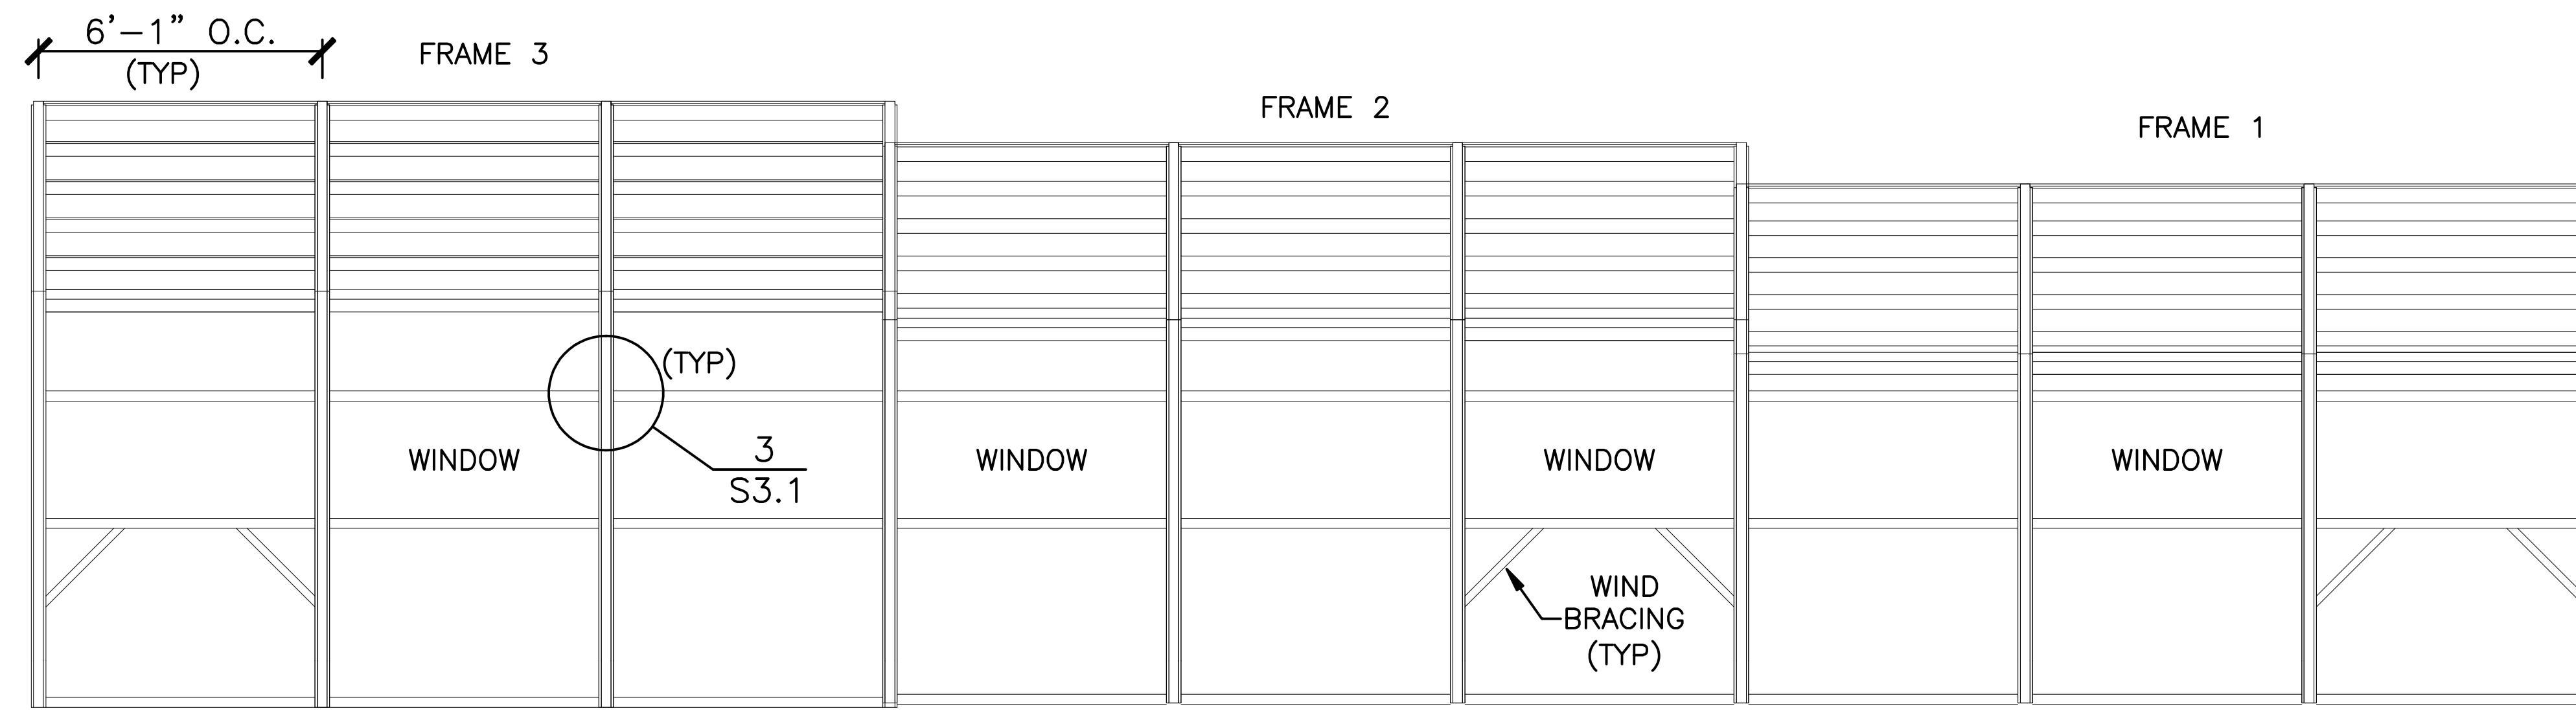 6'-1" O.C.
(TYP)
FRAME 3
FRAME 2
FRAME 1
(TYP)
3
S3.1
WINDOW
WINDOW
WINDOW
WINDOW
WIND
BRACING
(TYP)